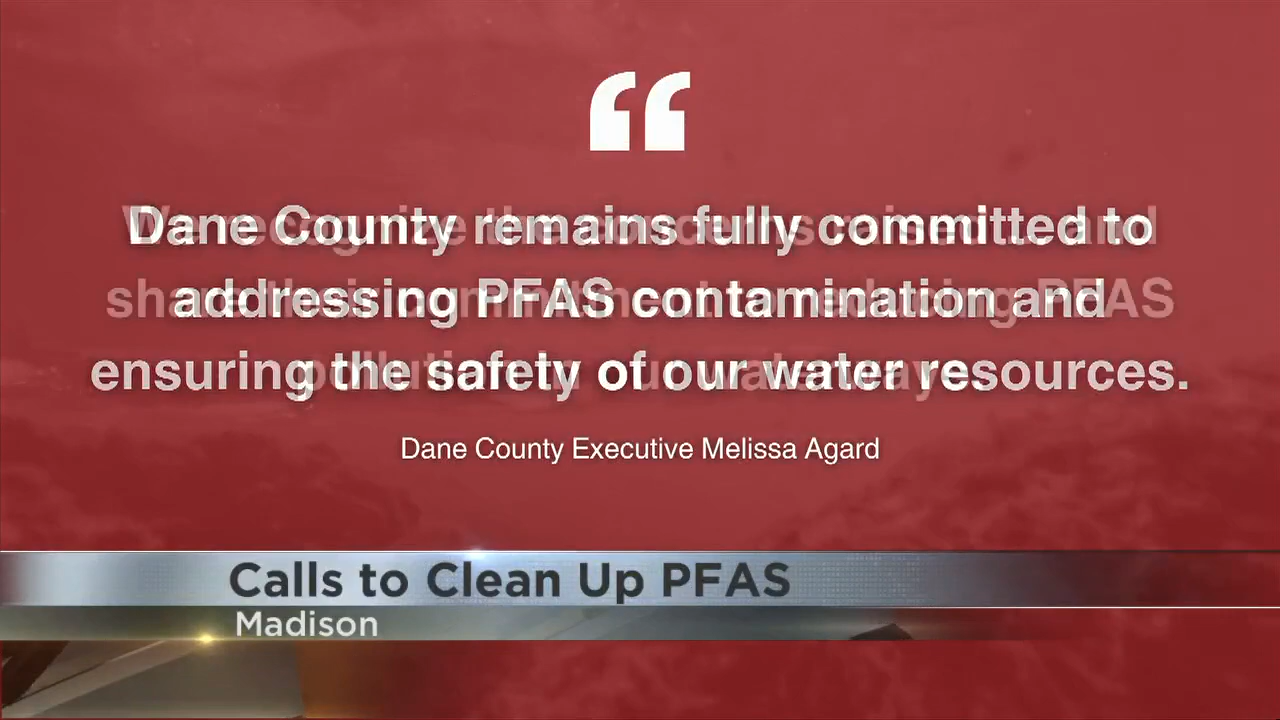 “
Dane County remains fully committed to
addressing PFAS contamination and
ensuring the safety of our water resources.
Dane County Executive Melissa Agard
Calls to Clean Up PFAS
Madison